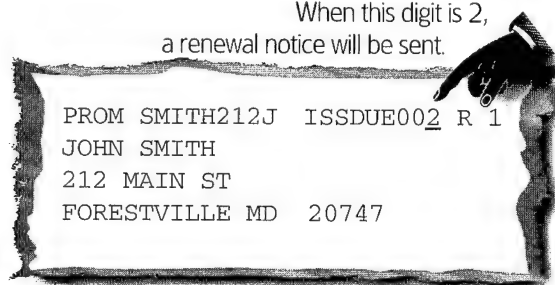 When this digit is 2,
a renewal notice will be sent.
PROM SMITH212J ISSDUE002 R 1
JOHN SMITH
212 MAIN ST
FORESTVILLE MD 20747